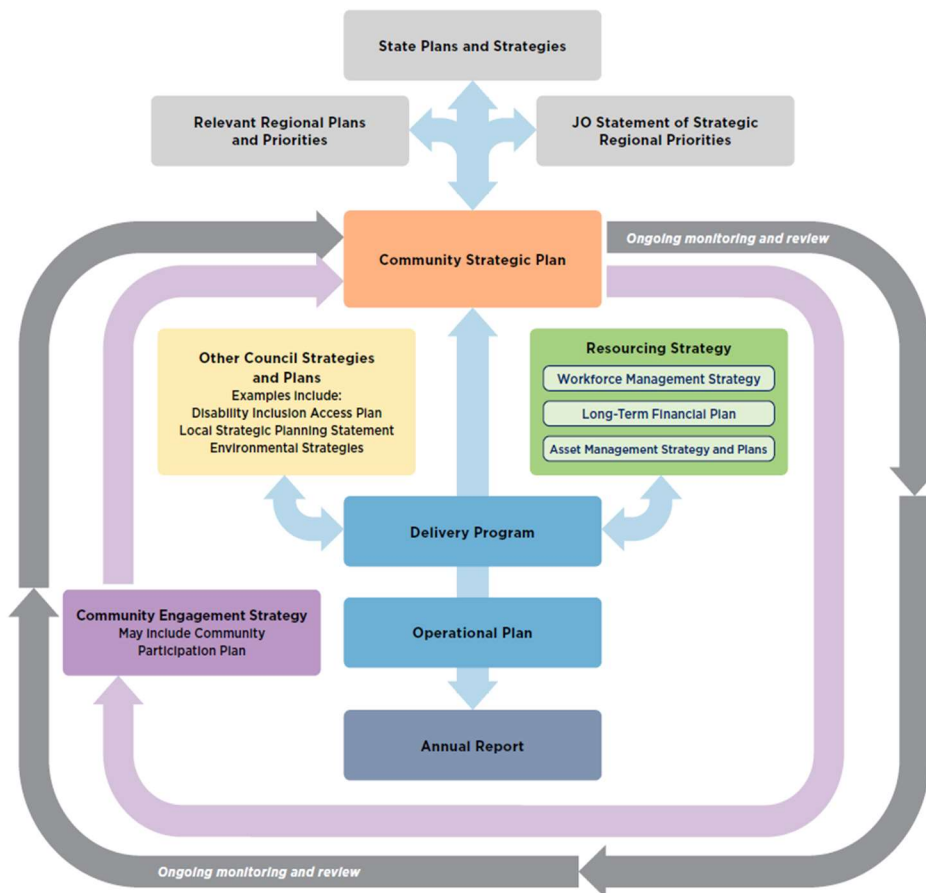 State Plans and Strategies
Relevant Regional Plans
and Priorities
JO Statement of Strategic
Regional Priorities
Ongoing monitoring and review
Community Strategic Plan
Other Council Strategies
and Plans
Examples include:
Disability Inclusion Access Plan
Local Strategic Planning Statement
Environmental Strategies
Resourcing Strategy
Workforce Management Strategy
Long-Term Financial Plan
Asset Management Strategy and Plans
Delivery Program
Community Engagement Strategy
May include Community
Participation Plan
Operational Plan
Annual Report
Ongoing monitoring and review